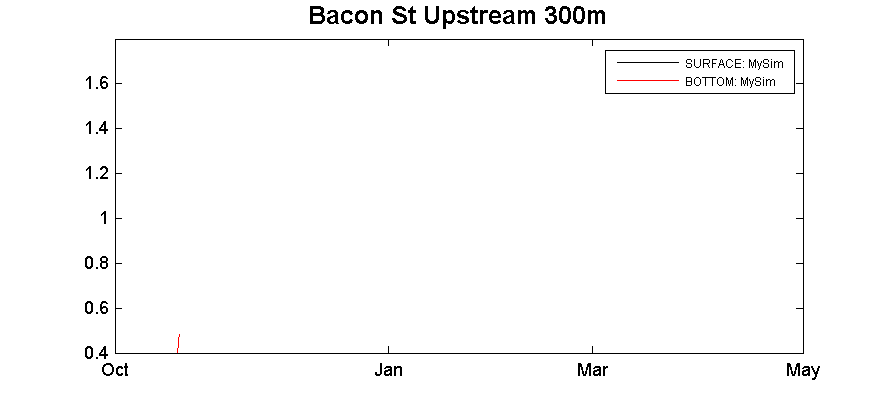 Bacon St Upstream 300m
SURFACE: MySim
BOTTOM: MySim
1.6
1.4
1.2
1
0.8
0.6
0.4
Oct Jan Mar May